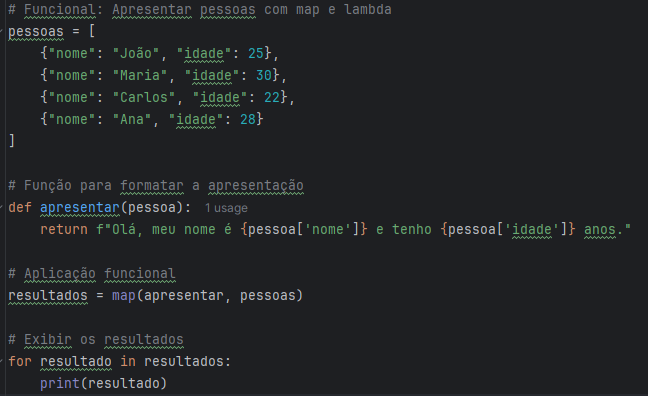 # Funcional: Apresentar pessoas com map e lambda
pessoas = [
    {"nome": "João", "idade": 25},
    {"nome": "Maria", "idade": 30},
    {"nome": "Carlos", "idade": 22},
    {"nome": "Ana", "idade": 28}
]
# Função para formatar a apresentação
def apresentar(pessoa): 1 usage
    return f"Olá, meu nome é {pessoa['nome']} e tenho {pessoa['idade']} anos."
# Aplicação funcional
resultados = map(apresentar, pessoas)
# Exibir os resultados
for resultado in resultados:
    print(resultado)